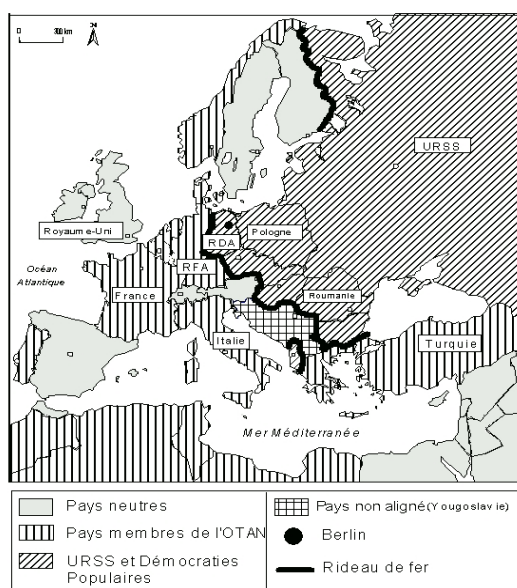 0 300 km
N
URSS
Royaume-Uni
RDA
Pologne
Océan
Atlantique
RFA
France
Roumanie
Italie
Turquie
Mer Méditerranée
Pays neutres
Pays membres de l'OTAN
URSS et Démocraties
Populaires
Pays non aligné(Yougoslavie)
Berlin
Rideau de fer